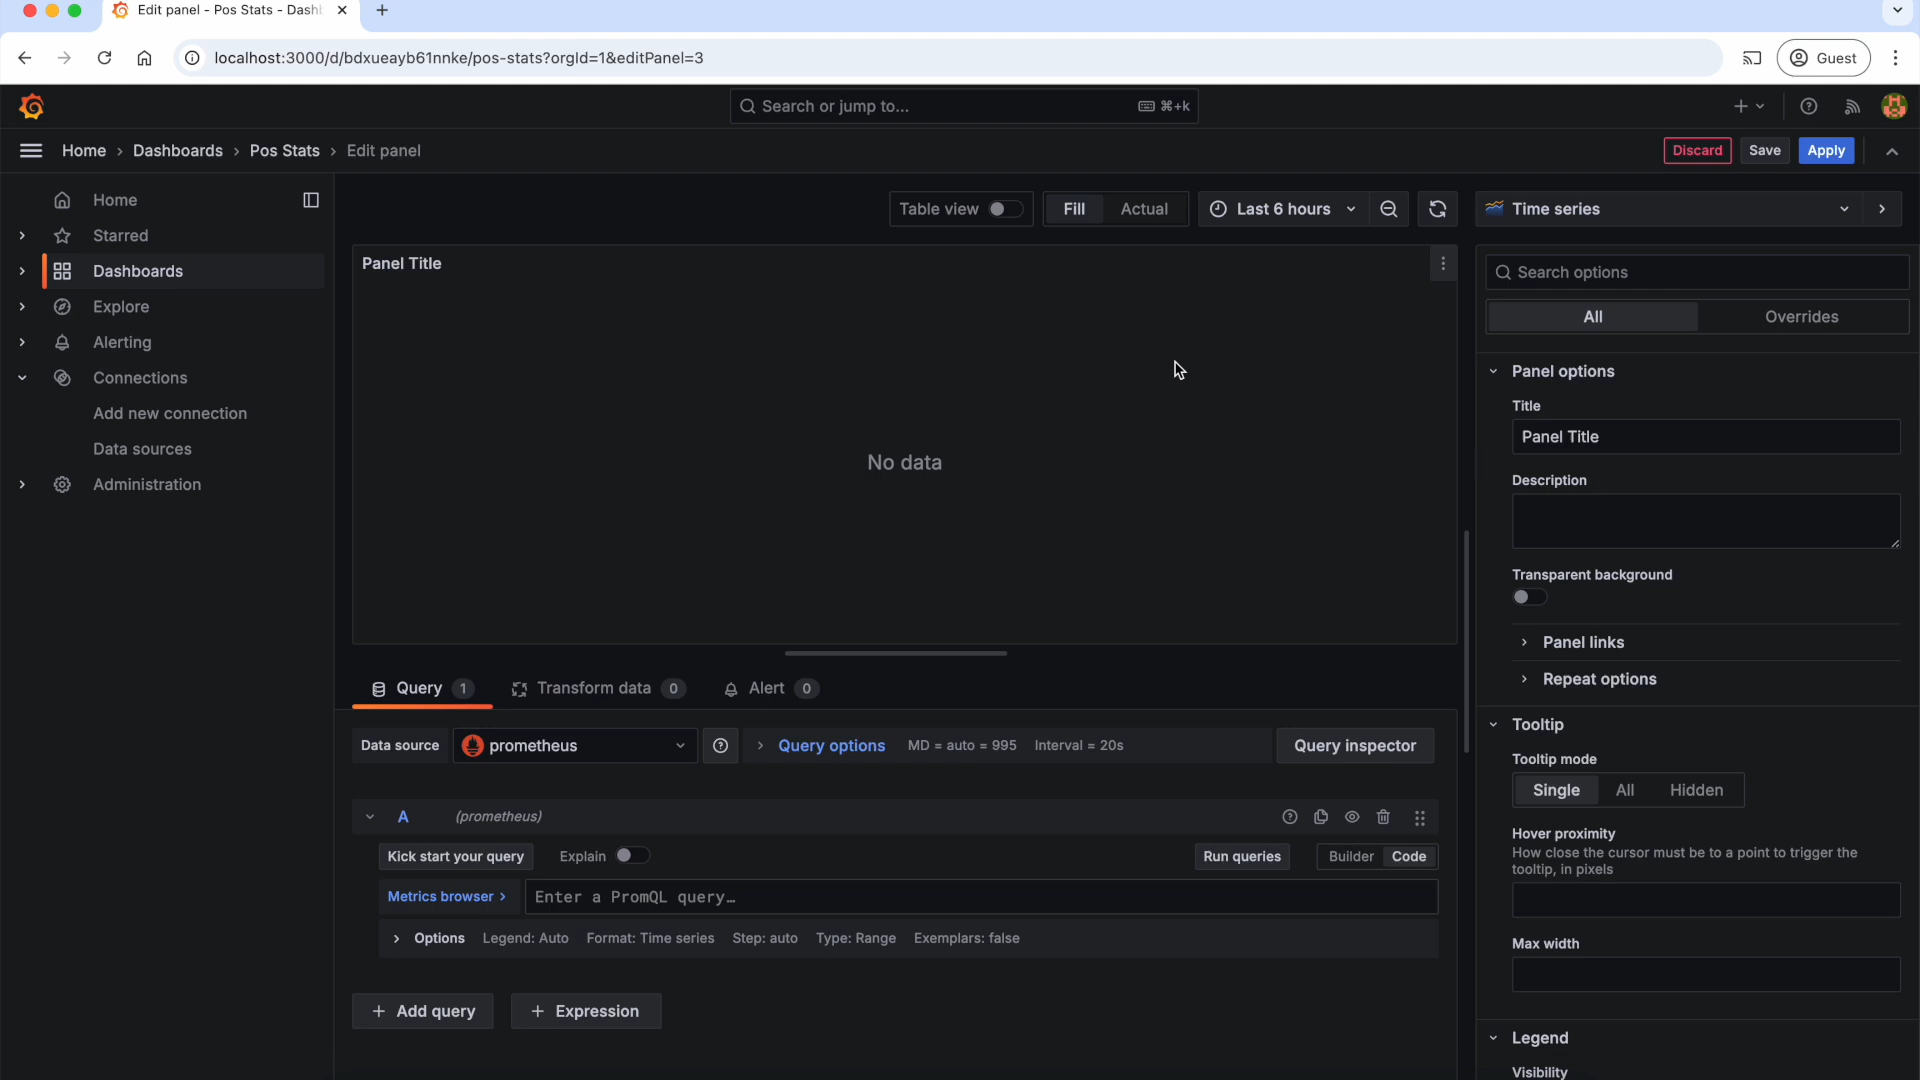 Edit panel - Pos Stats - Dash
localhost:3000/d/bdxueayb61nnke/pos-stats?orgId=1&editPanel=3
Guest
Search or jump to...
⌘+k
Home › Dashboards › Pos Stats › Edit panel
Discard
Save
Apply
Home
Starred
Dashboards
Explore
Alerting
Connections
Add new connection
Data sources
Administration
Table view
Fill
Actual
Last 6 hours
Time series
Panel Title
No data
Search options
All
Overrides
Panel options
Title
Panel Title
Description
Transparent background
Panel links
Repeat options
Tooltip
Tooltip mode
Single
All
Hidden
Hover proximity
How close the cursor must be to a point to trigger the
tooltip, in pixels
Max width
Legend
Visibility
Query 1
Transform data 0
Alert 0
Data source
prometheus
Query options
MD = auto = 995
Interval = 20s
Query inspector
A
(prometheus)
Kick start your query
Explain
Run queries
Builder
Code
Metrics browser >
Enter a PromQL query…
Options
Legend: Auto
Format: Time series
Step: auto
Type: Range
Exemplars: false
+ Add query
+ Expression